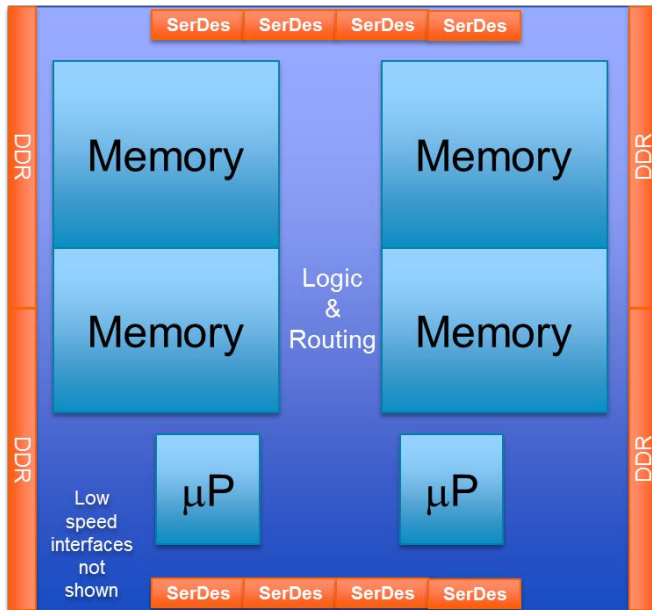 SerDes SerDes SerDes SerDes
DDR
DDR
Memory
Memory
Memory
Memory
Logic
&
Routing
DDR
DDR
μP
μP
Low
speed
interfaces
not
shown
SerDes SerDes SerDes SerDes